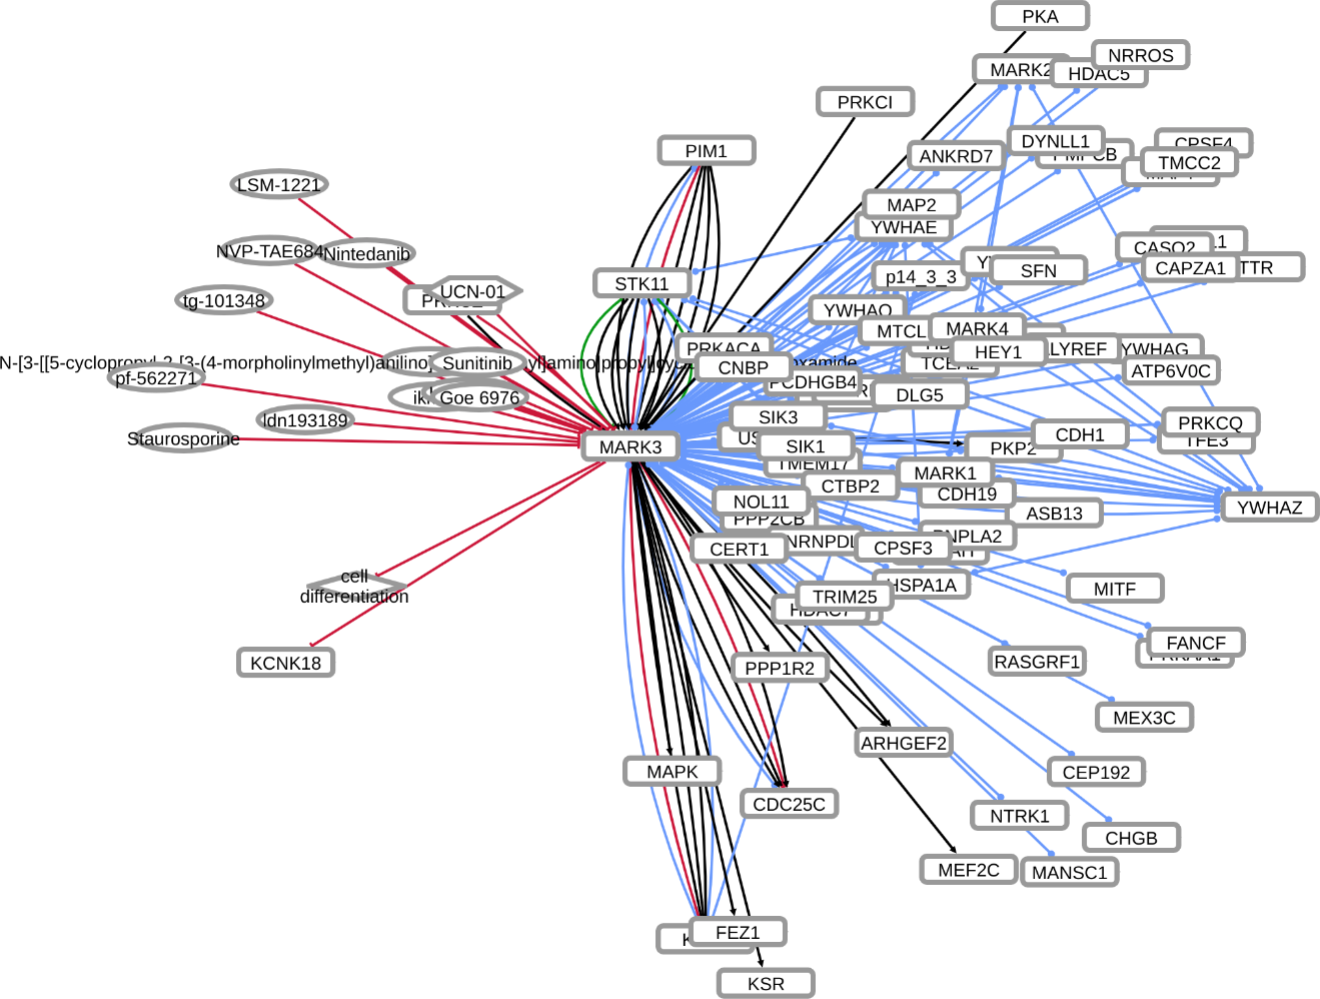 PKA
NRROS
MARK2
HDAC5
PRKCI
DYNLL1
CPSF4
PIM1
ANKRD7
TMCC2
LSM-1221
MAP2
YWHAE
NVP-TAE684
Nintedanib
CASQ2
SFN
CAPZA1
TTR
p14_3_3
STK11
UCN-01
tg-101348
YWHAQ
MTCL
MARK4
PRKACA
HEY1
LYREF
YWHAG
N-[3-[[5-cyclopropyl-2-[3-(4-morpholinylmethyl)anilino]
Sunitinib
yl]amino]propyl]cyc
oxamide
CNBP
ATP6V0C
pf-562271
PCDHGB4
DLG5
Goe 6976
SIK3
ldn193189
PRKCQ
CDH1
TFE3
Staurosporine
MARK3
SIK1
PKP2
TMEM17
MARK1
CTBP2
CDH19
NOL11
YWHAZ
ASB13
PPP2CB
CERT1
CPSF3
PNPLA2
cell
differentiation
HSPA1A
MITF
TRIM25
HDAC7
FANCF
PRKAA1
KCNK18
PPP1R2
RASGRF1
MEX3C
ARHGEF2
MAPK
CEP192
CDC25C
NTRK1
CHGB
MEF2C
MANSC1
FEZ1
KSR